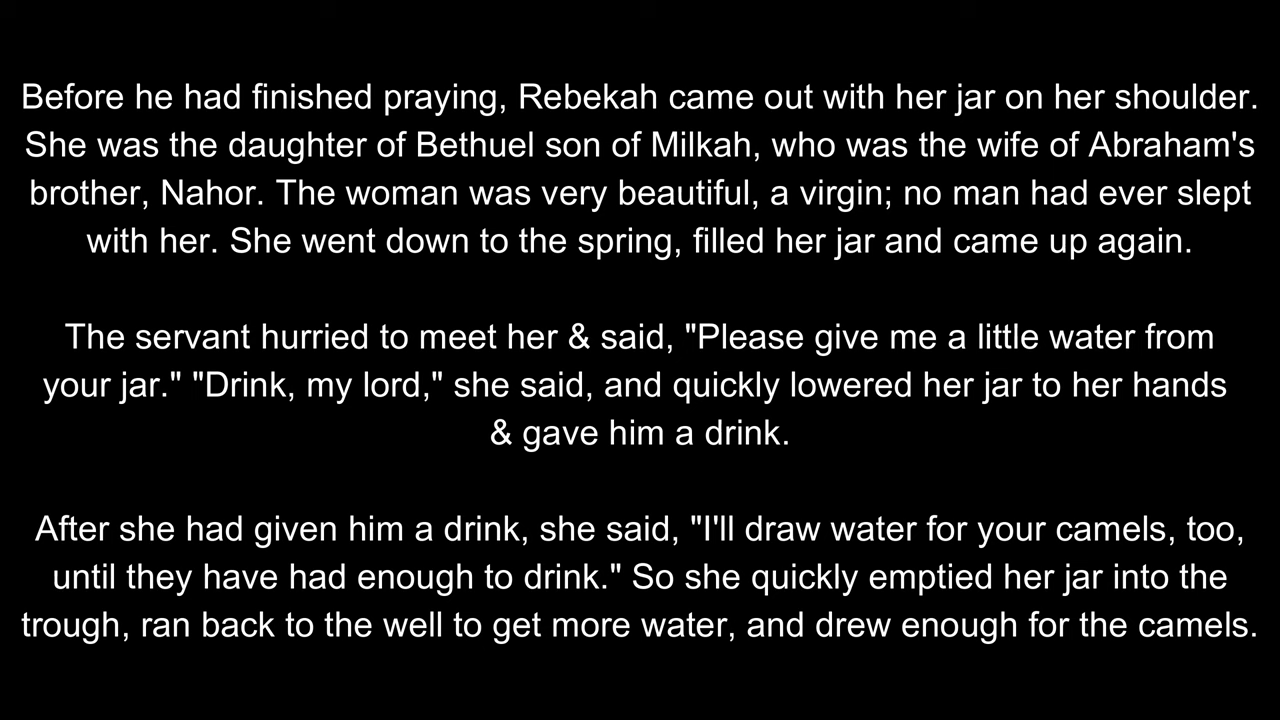 Before he had finished praying, Rebekah came out with her jar on her shoulder.
She was the daughter of Bethuel son of Milkah, who was the wife of Abraham's
brother, Nahor. The woman was very beautiful, a virgin; no man had ever slept
with her. She went down to the spring, filled her jar and came up again.
The servant hurried to meet her & said, "Please give me a little water from
your jar." "Drink, my lord," she said, and quickly lowered her jar to her hands
& gave him a drink.
After she had given him a drink, she said, "I'll draw water for your camels, too,
until they have had enough to drink." So she quickly emptied her jar into the
trough, ran back to the well to get more water, and drew enough for the camels.